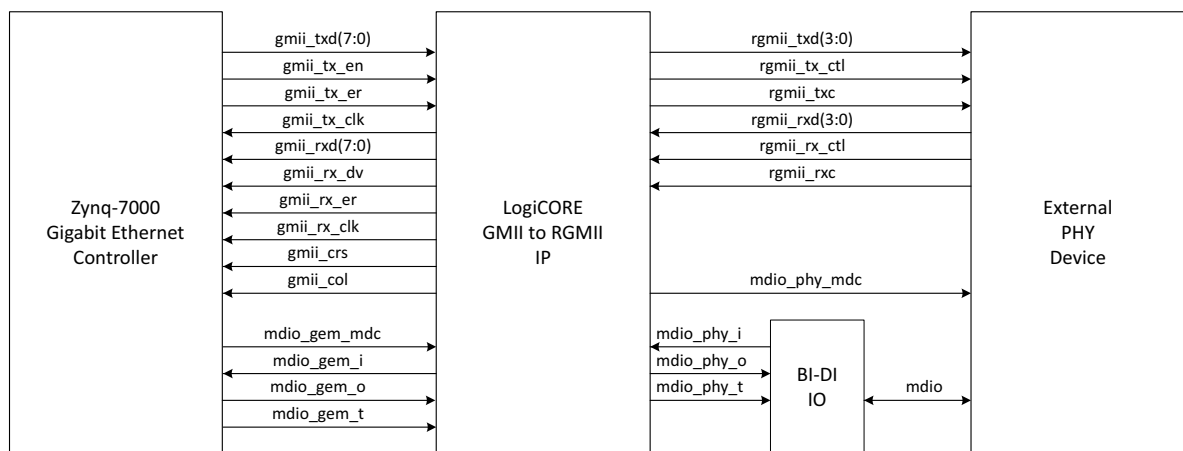 gmii_txd(7:0)
gmii_tx_en
gmii_tx_er
gmii_tx_clk
gmii_rxd(7:0)
gmii_rx_dv
gmii_rx_er
gmii_rx_clk
gmii_crs
gmii_col
mdio_gem_mdc
mdio_gem_i
mdio_gem_o
mdio_gem_t
Zynq-7000
Gigabit Ethernet
Controller
LogiCORE
GMII to RGMII
IP
rgmii_txd(3:0)
rgmii_tx_ctl
rgmii_txc
rgmii_rxd(3:0)
rgmii_rx_ctl
rgmii_rxc
mdio_phy_mdc
mdio_phy_i
mdio_phy_o
mdio_phy_t
BI-DI
IO
mdio
External
PHY
Device